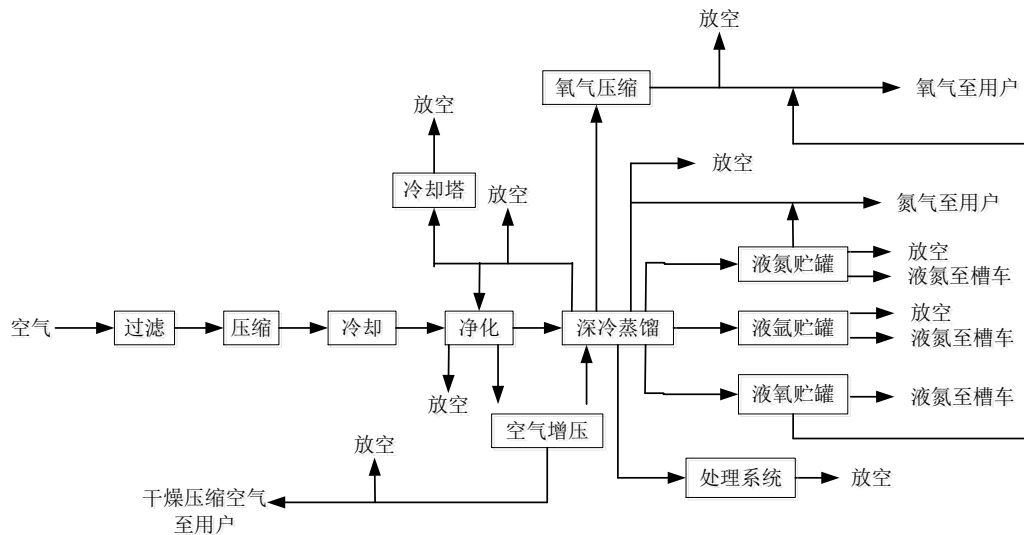 放空
氧气压缩
氧气至用户
放空
放空
冷却塔
放空
氮气至用户
液氮贮罐
放空
液氮至槽车
空气
过滤
压缩
冷却
净化
深冷蒸馏
液氩贮罐
放空
液氮至槽车
放空
液氧贮罐
液氮至槽车
空气增压
放空
处理系统
放空
干燥压缩空气
至用户